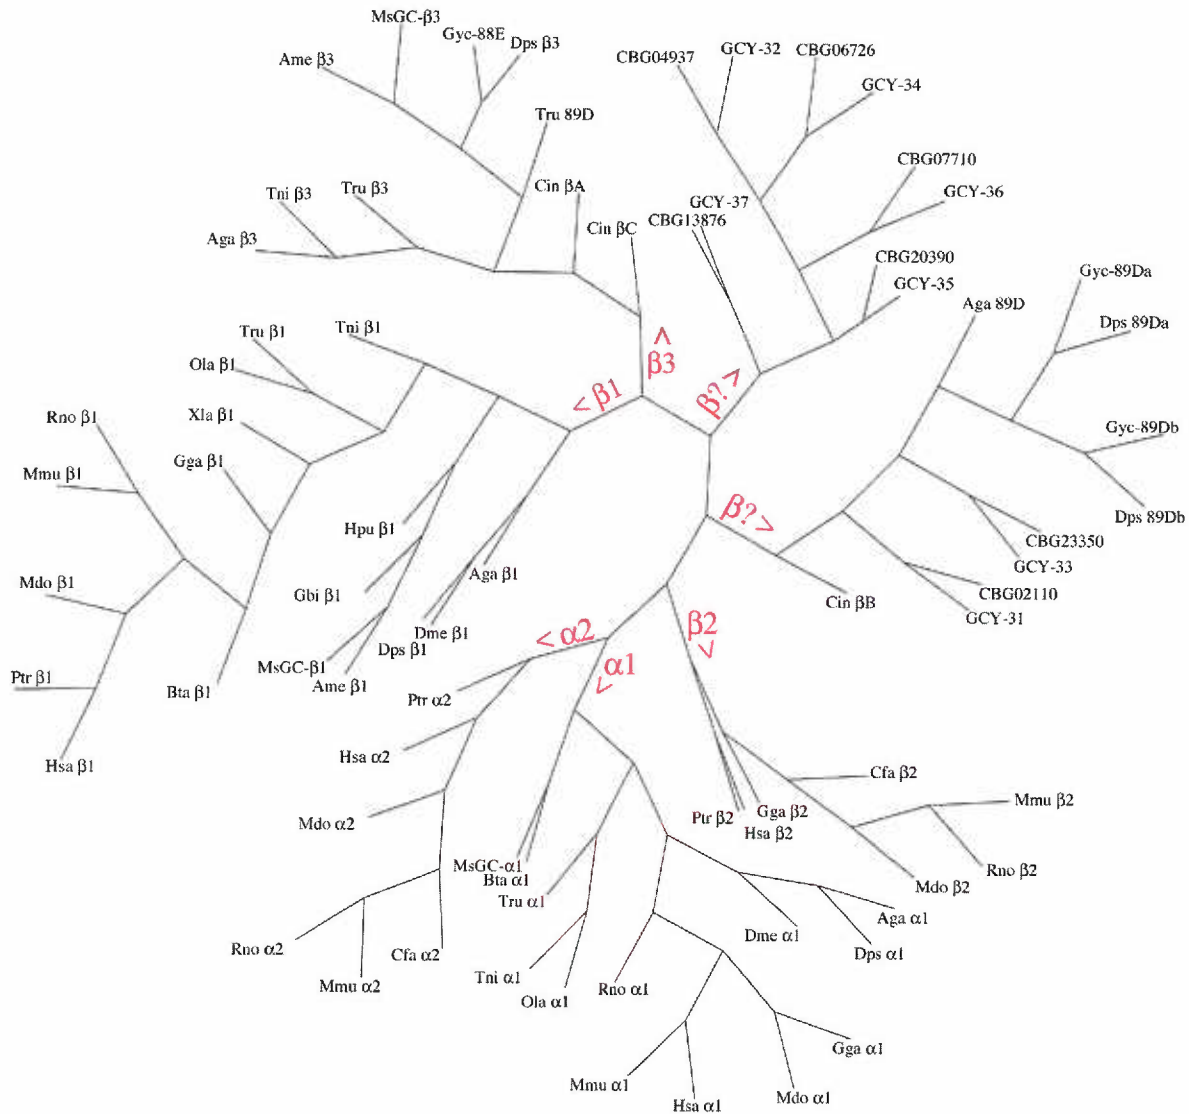 MsGC-β3
Gyc-88E
Dps β3
Ame β3
CBG04937
GCY-32
CBG06726
GCY-34
Tru 89D
CBG07710
GCY-36
Tni β3
Tru β3
Cin βA
GCY-37
CBG13876
Cin βC
Aga β3
CBG20390
GCY-35
Gyc-89Da
Aga 89D
Dps 89Da
Tru β1
Tni β1
Ola β1
< β3
< β1
β? >
Rno β1
Xla β1
Gyc-89Db
Gga β1
Mmu β1
Dps 89Db
Hpu β1
β? >
CBG23350
GCY-33
Aga β1
Mdo β1
Gbi β1
CBG02110
Cin βB
GCY-31
Dme β1
Dps β1
< α2
β2 <
α1 <
MsGC-β1
Ame β1
Ptr β1
Bta β1
Ptr α2
Hsa α2
Hsa β1
Cfa β2
Mmu β2
Mdo α2
Ptr β2
Gga β2
Hsa β2
MsGC-α1
Bta α1
Tru α1
Rno β2
Mdo β2
Aga α1
Dme α1
Dps α1
Rno α2
Cfa α2
Mmu α2
Tni α1
Ola α1
Rno α1
Gga α1
Mmu α1
Hsa α1
Mdo α1